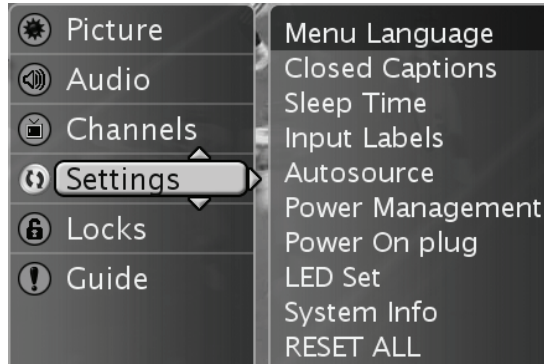 Picture
Audio
Channels
Settings
Locks
Guide
Menu Language
Closed Captions
Sleep Time
Input Labels
Autosource
Power Management
Power On plug
LED Set
System Info
RESET ALL